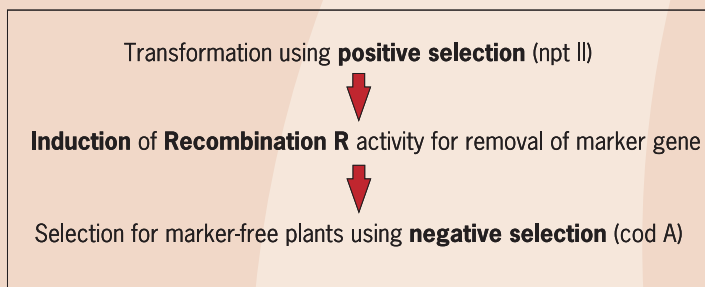 Transformation using positive selection (npt II)
Induction of Recombination R activity for removal of marker gene
Selection for marker-free plants using negative selection (cod A)